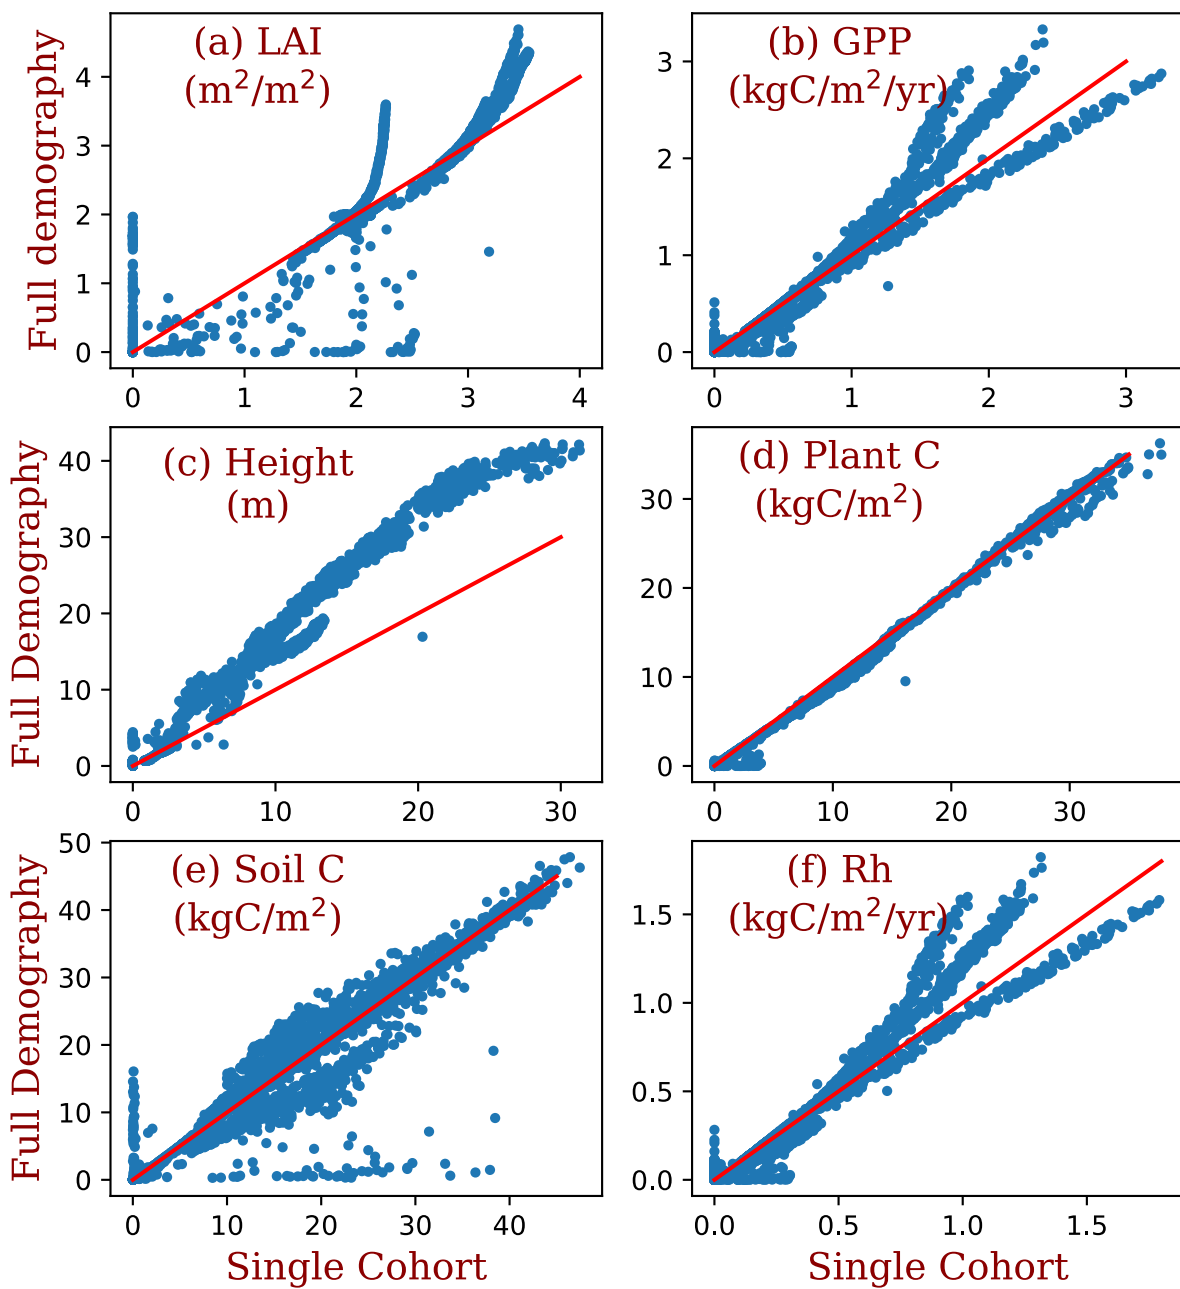 Full demography
(a) LAI
(m²/m²)
4
3
2
1
0
0 1 2 3 4
(b) GPP
(kgC/m²/yr)
3
2
1
0
0 1 2 3
Full Demography
(c) Height
(m)
40
30
20
10
0
0 10 20 30
(d) Plant C
(kgC/m²)
30
20
10
0
0 10 20 30
Full Demography
(e) Soil C
(kgC/m²)
50
40
30
20
10
0
0 10 20 30 40
Single Cohort
(f) Rh
(kgC/m²/yr)
1.5
1.0
0.5
0.0
0.0 0.5 1.0 1.5
Single Cohort